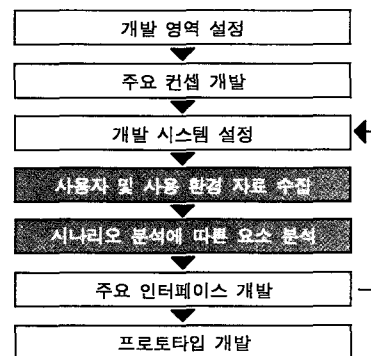 개발 영역 설정
주요 컨셉 개발
개발 시스템 설정
사용자 및 사용 환경 자료 수집
시나리오 분석에 따른 요소 분석
주요 인터페이스 개발
프로토타입 개발